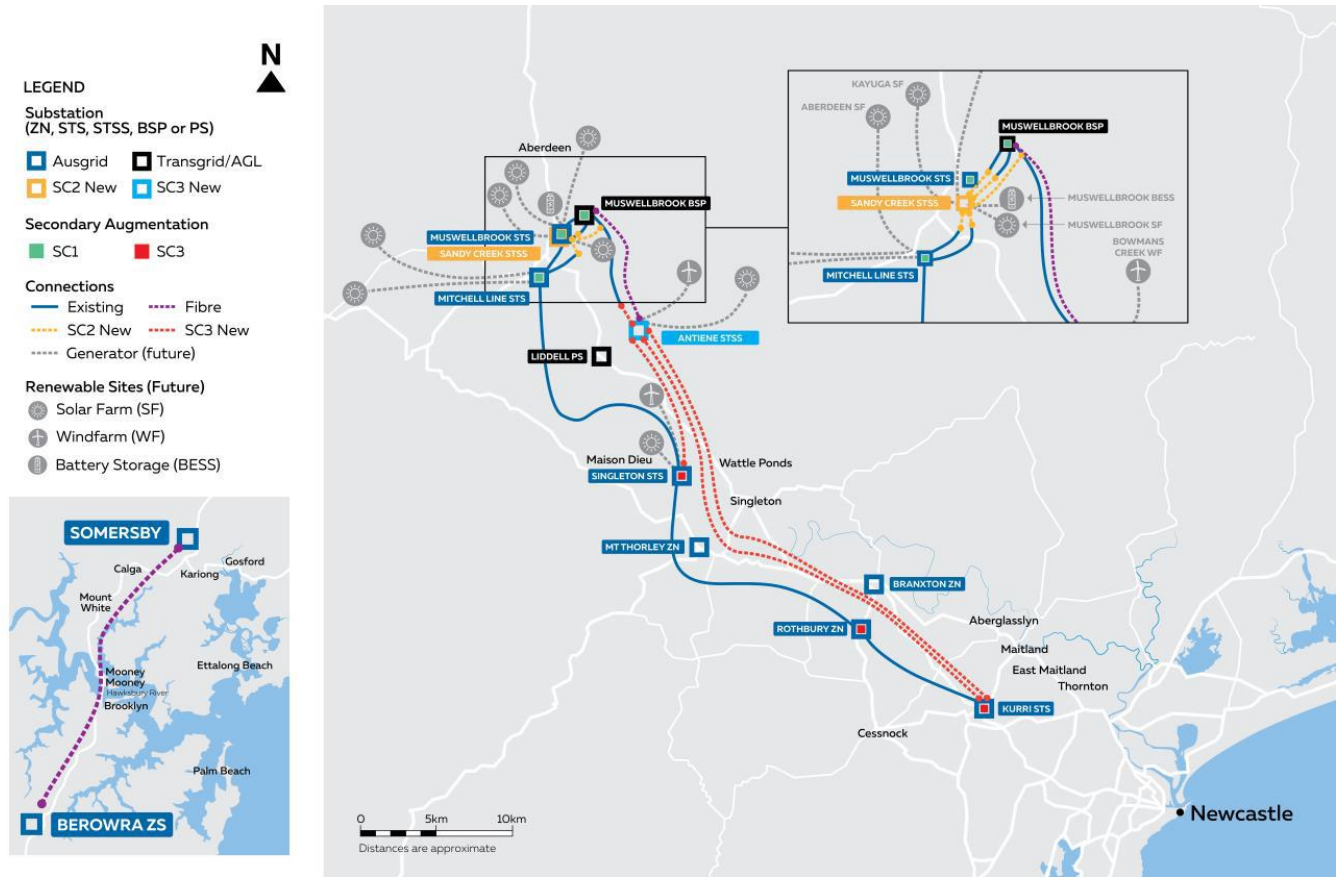 N
LEGEND
Substation
(ZN, STS, STSS, BSP or PS)
Ausgrid
Transgrid/AGL
SC2 New
SC3 New
Secondary Augmentation
SC1
SC3
Connections
Existing
Fibre
SC2 New
SC3 New
Generator (future)
Renewable Sites (Future)
Solar Farm (SF)
Windfarm (WF)
Battery Storage (BESS)
SOMERSBY
Calga
Kariong
Gosford
Mount
White
Ettalong Beach
Mooney
Mooney
Hawksbury River
Brooklyn
Palm Beach
BEROWRA ZS
Aberdeen
MUSWELLBROOK BSP
MUSWELLBROOK STS
SANDY CREEK STSS
MITCHELL LINE STS
ANTIENE STSS
LIDDELL PS
Maison Dieu
SINGLETON STS
Wattle Ponds
Singleton
MT THORLEY ZN
BRANXTON ZN
ROTHBURY ZN
Aberglasslyn
Maitland
East Maitland
Thornton
KURRI STS
Cessnock
Newcastle
0
5km
10km
Distances are approximate
KAYUGA SF
ABERDEEN SF
MUSWELLBROOK BSP
MUSWELLBROOK STS
SANDY CREEK STSS
MUSWELLBROOK BESS
MUSWELLBROOK SF
BOWMANS
CREEK WF
MITCHELL LINE STS